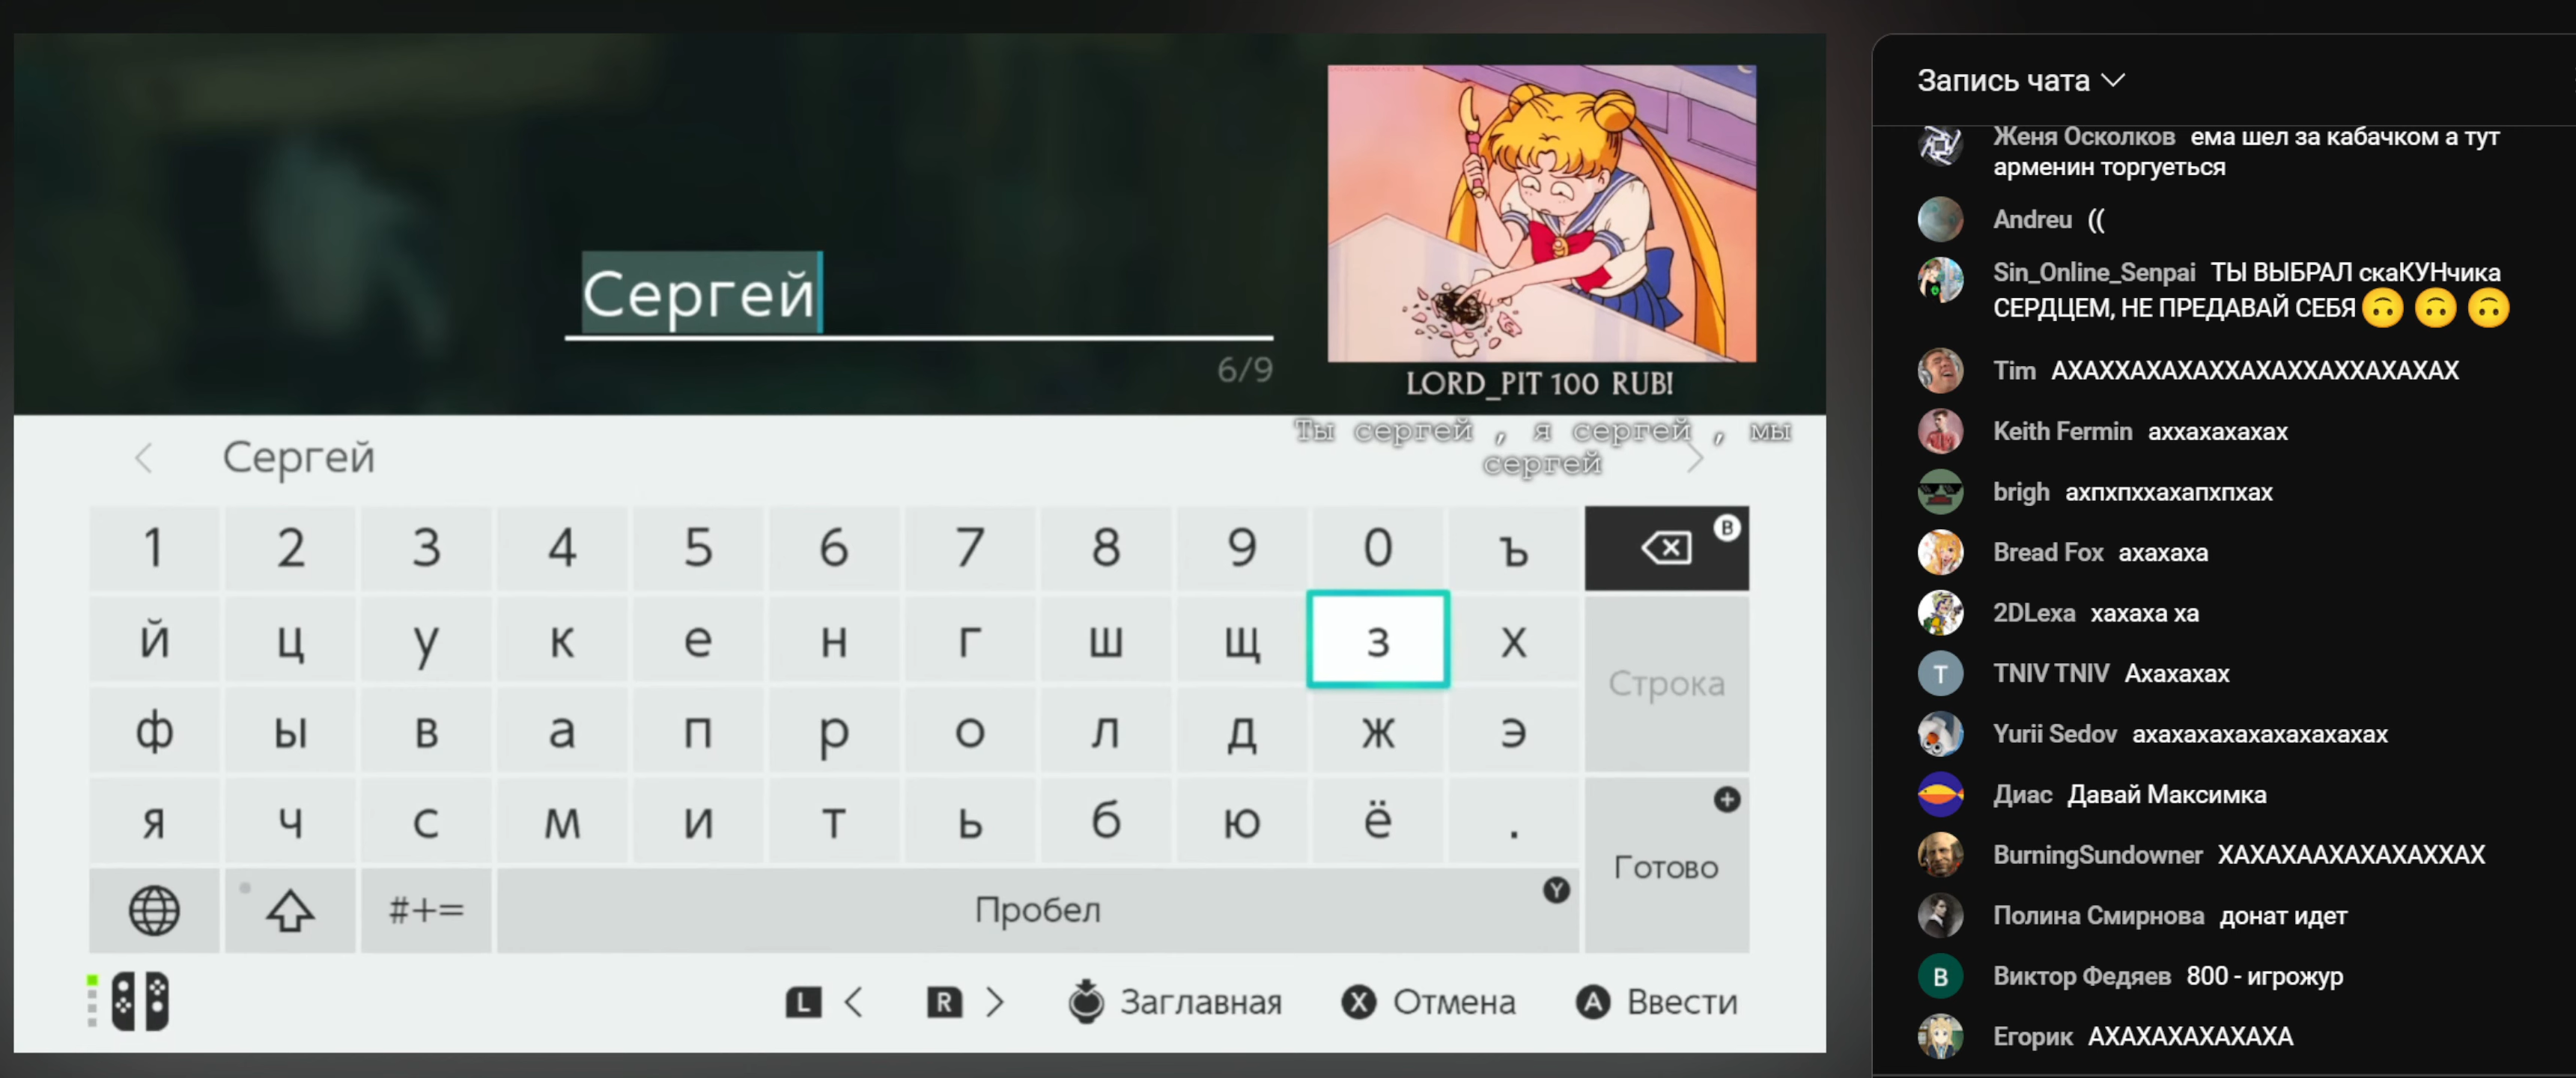 Сергей
6/9
LORD_PIT 100 RUB!
Ты сергей , я сергей , мы
сергей
Сергей
1 2 3 4 5 6 7 8 9 0 ъ B
й ц у к е н г ш щ з х
Строка
ф ы в а п р о л д ж э
я ч с м и т ь б ю ё .
Готово
#+= Пробел Y
L R Заглавная X Отмена A Ввести
Запись чата
Женя Осколков ема шел за кабачком а тут
арменин торгуеться
Andreu ((
Sin_Online_Senpai ТЫ ВЫБРАЛ скаКУНчика
СЕРДЦЕМ, НЕ ПРЕДАВАЙ СЕБЯ
Tim АХАХХАХАХАХХАХАХХАХХАХАХАХ
Keith Fermin аххахахахах
brigh ахпхпххахапхпхах
Bread Fox ахахаха
2DLexa хахаха ха
T TNIV TNIV Ахахахах
Yurii Sedov ахахахахахахахахахах
Диас Давай Максимка
BurningSundowner ХАХАХААХАХАХАХХАХ
Полина Смирнова донат идет
В Виктор Федяев 800 - игрожур
Егорик АХАХАХАХАХАХА